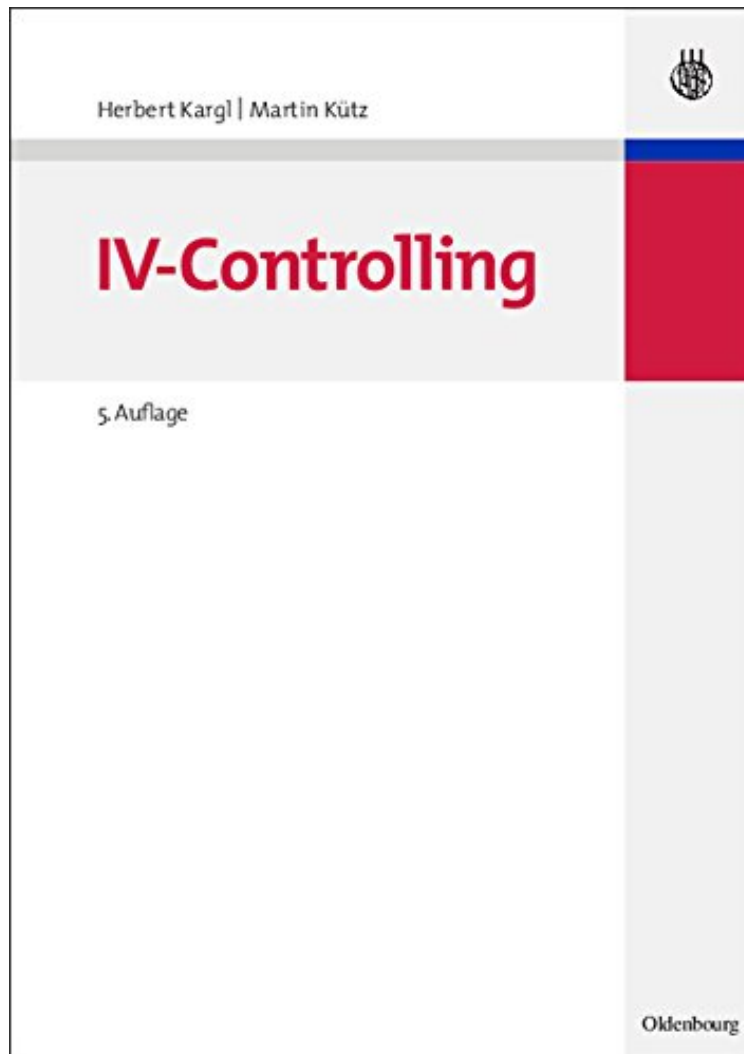 Herbert Kargl | Martin Kütz
IV-Controlling
5. Auflage
Oldenbourg